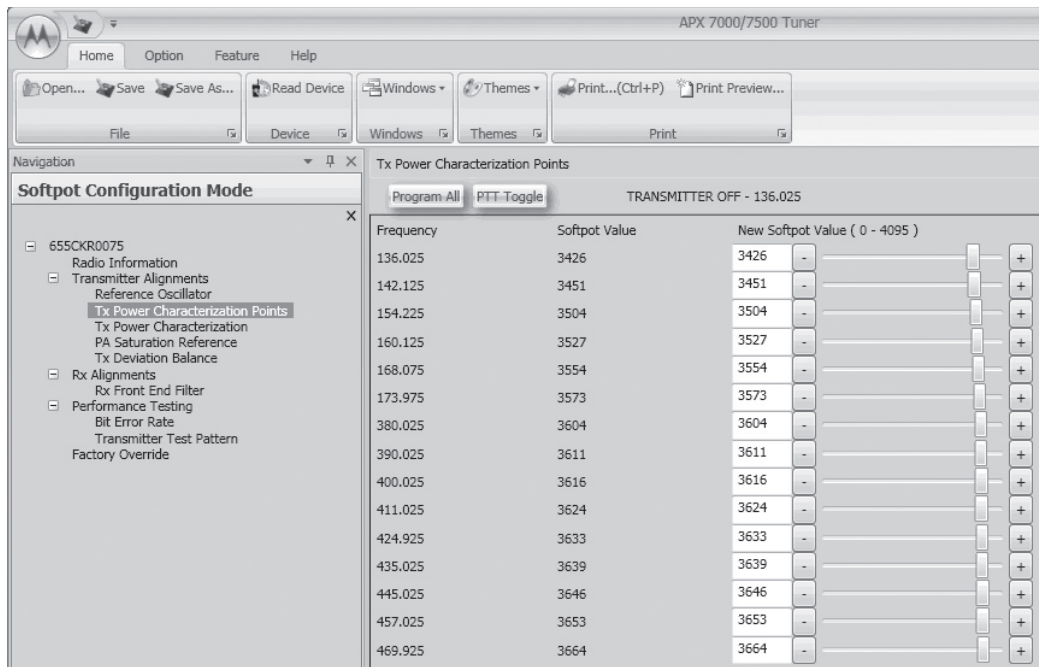 APX 7000/7500 Tuner
Home Option Feature Help
Open... Save Save As... Read Device Windows Themes Print...(Ctrl+P) Print Preview...
File Device Windows Themes Print
Navigation
Softpot Configuration Mode
655CKR0075
Radio Information
Transmitter Alignments
Reference Oscillator
Tx Power Characterization Points
Tx Power Characterization
PA Saturation Reference
Tx Deviation Balance
Rx Alignments
Rx Front End Filter
Performance Testing
Bit Error Rate
Transmitter Test Pattern
Factory Override
Tx Power Characterization Points
Program All PTT Toggle TRANSMITTER OFF - 136.025
Frequency Softpot Value New Softpot Value ( 0 - 4095 )
136.025 3426 3426 - +
142.125 3451 3451 - +
154.225 3504 3504 - +
160.125 3527 3527 - +
168.075 3554 3554 - +
173.975 3573 3573 - +
380.025 3604 3604 - +
390.025 3611 3611 - +
400.025 3616 3616 - +
411.025 3624 3624 - +
424.925 3633 3633 - +
435.025 3639 3639 - +
445.025 3646 3646 - +
457.025 3653 3653 - +
469.925 3664 3664 - +